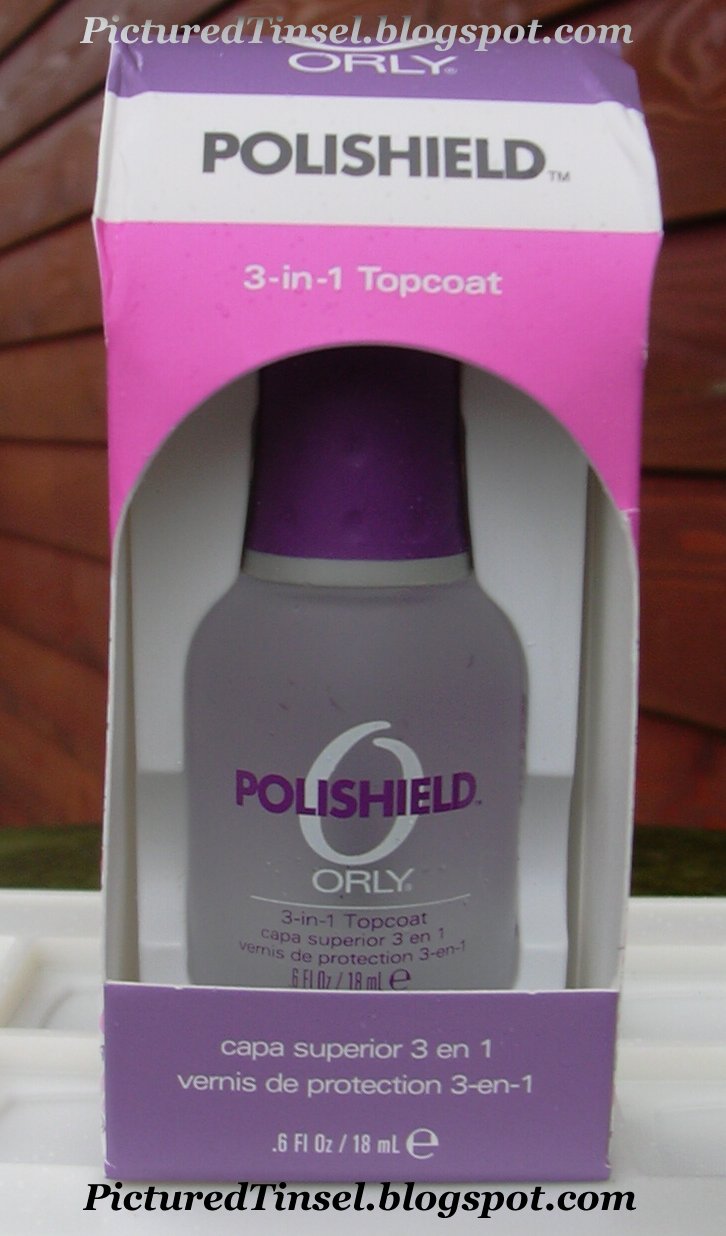 PicturedTinsel.blogspot.com
ORLY®
POLISHIELD™
3-in-1 Topcoat
POLISHIELD™
ORLY®
3-in-1 Topcoat
capa superior 3 en 1
vernis de protection 3-en-1
.6 Fl Oz / 18 mL ℮
capa superior 3 en 1
vernis de protection 3-en-1
.6 Fl Oz / 18 mL ℮
PicturedTinsel.blogspot.com